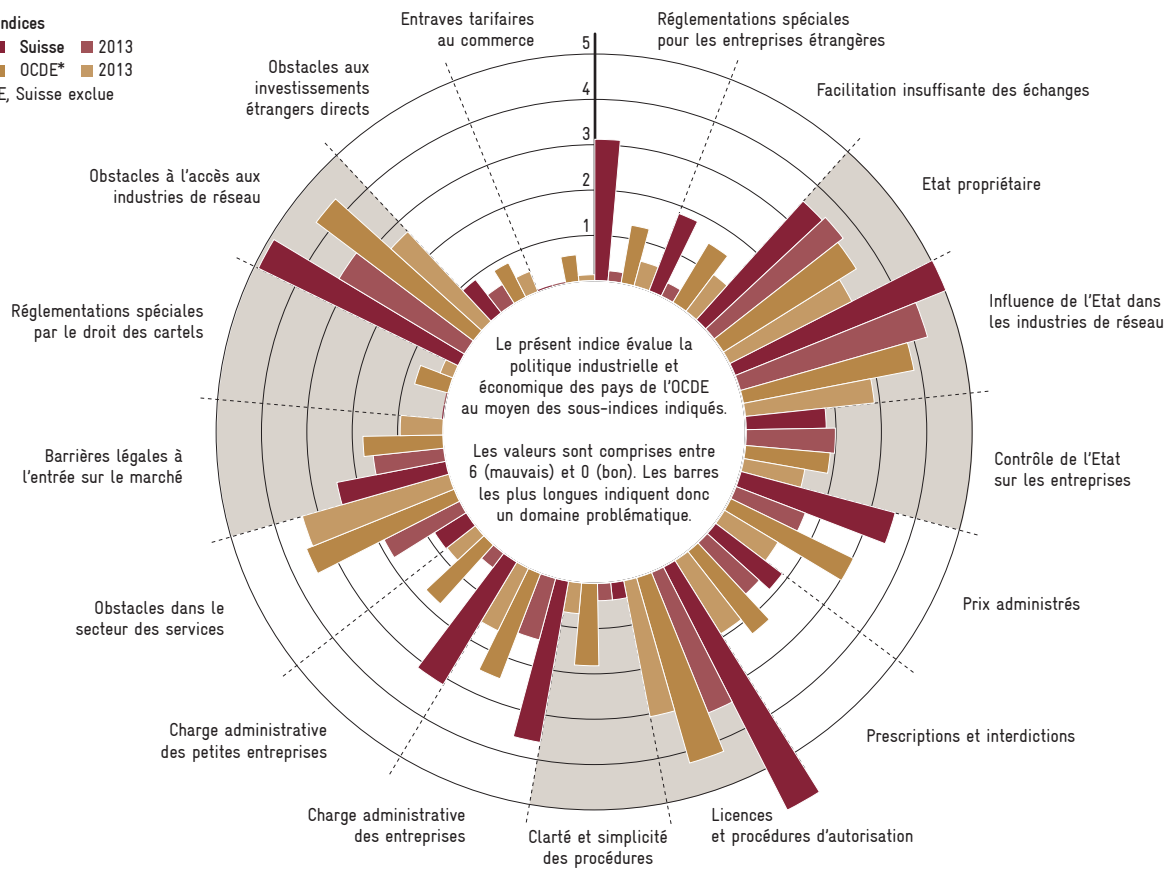 ndices
Suisse 2013
OCDE* 2013
E, Suisse exclue
Entraves tarifaires
au commerce
Réglementations spéciales
pour les entreprises étrangères
Obstacles aux
investissements
étrangers directs
Facilitation insuffisante des échanges
Obstacles à l'accès aux
industries de réseau
Etat propriétaire
Réglementations spéciales
par le droit des cartels
Influence de l'Etat dans
les industries de réseau
Barrières légales à
l'entrée sur le marché
Contrôle de l'Etat
sur les entreprises
Obstacles dans le
secteur des services
Prix administrés
Charge administrative
des petites entreprises
Prescriptions et interdictions
Charge administrative
des entreprises
Clarté et simplicité
des procédures
Licences
et procédures d'autorisation
5
4
3
2
1
Le présent indice évalue la
politique industrielle et
économique des pays de l'OCDE
au moyen des sous-indices indiqués.
Les valeurs sont comprises entre
6 (mauvais) et 0 (bon). Les barres
les plus longues indiquent donc
un domaine problématique.